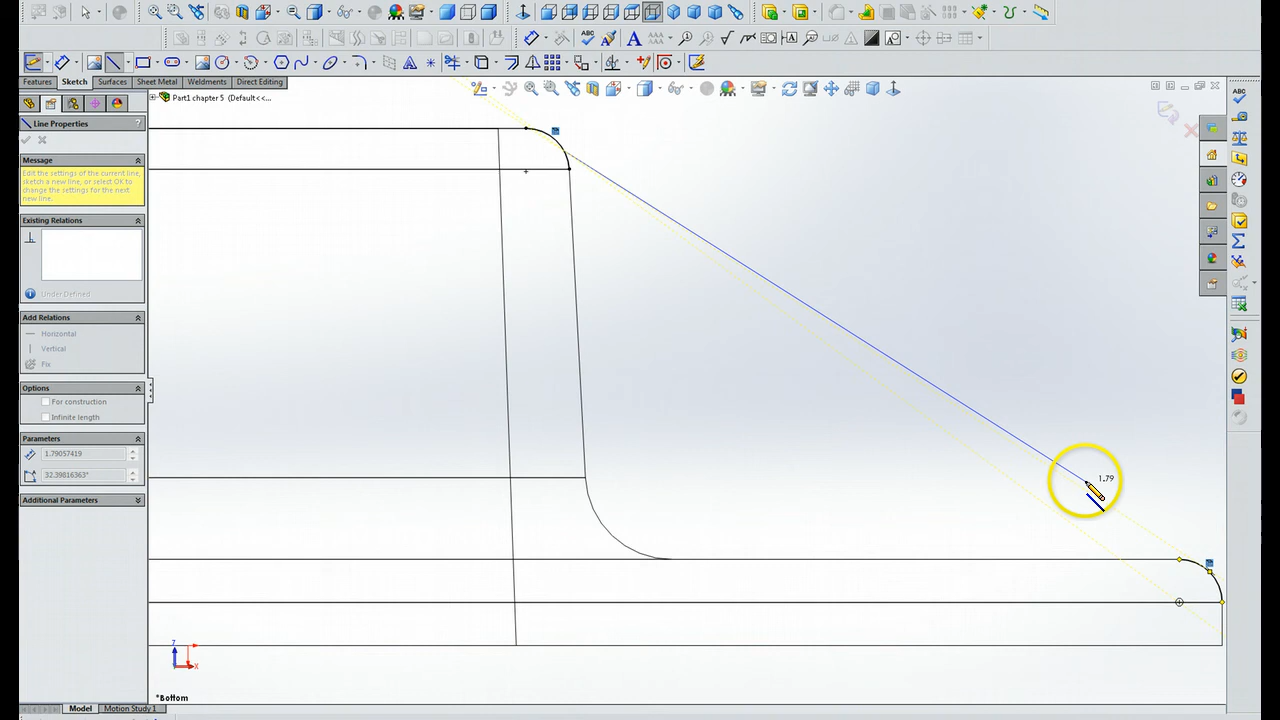 Features
Sketch
Surfaces
Sheet Metal
Weldments
Direct Editing
Part1 chapter 5 (Default<<...
Line Properties
?
Message
Edit the settings of the current line,
sketch a new line, or select OK to
change the settings for the next
new line.
Existing Relations
Under Defined
Add Relations
Horizontal
Vertical
Fix
Options
For construction
Infinite length
Parameters
1.79057419
32.39816363°
Additional Parameters
1.79
Z
X
*Bottom
Model
Motion Study 1
ABC
A
AAA
A
ABC